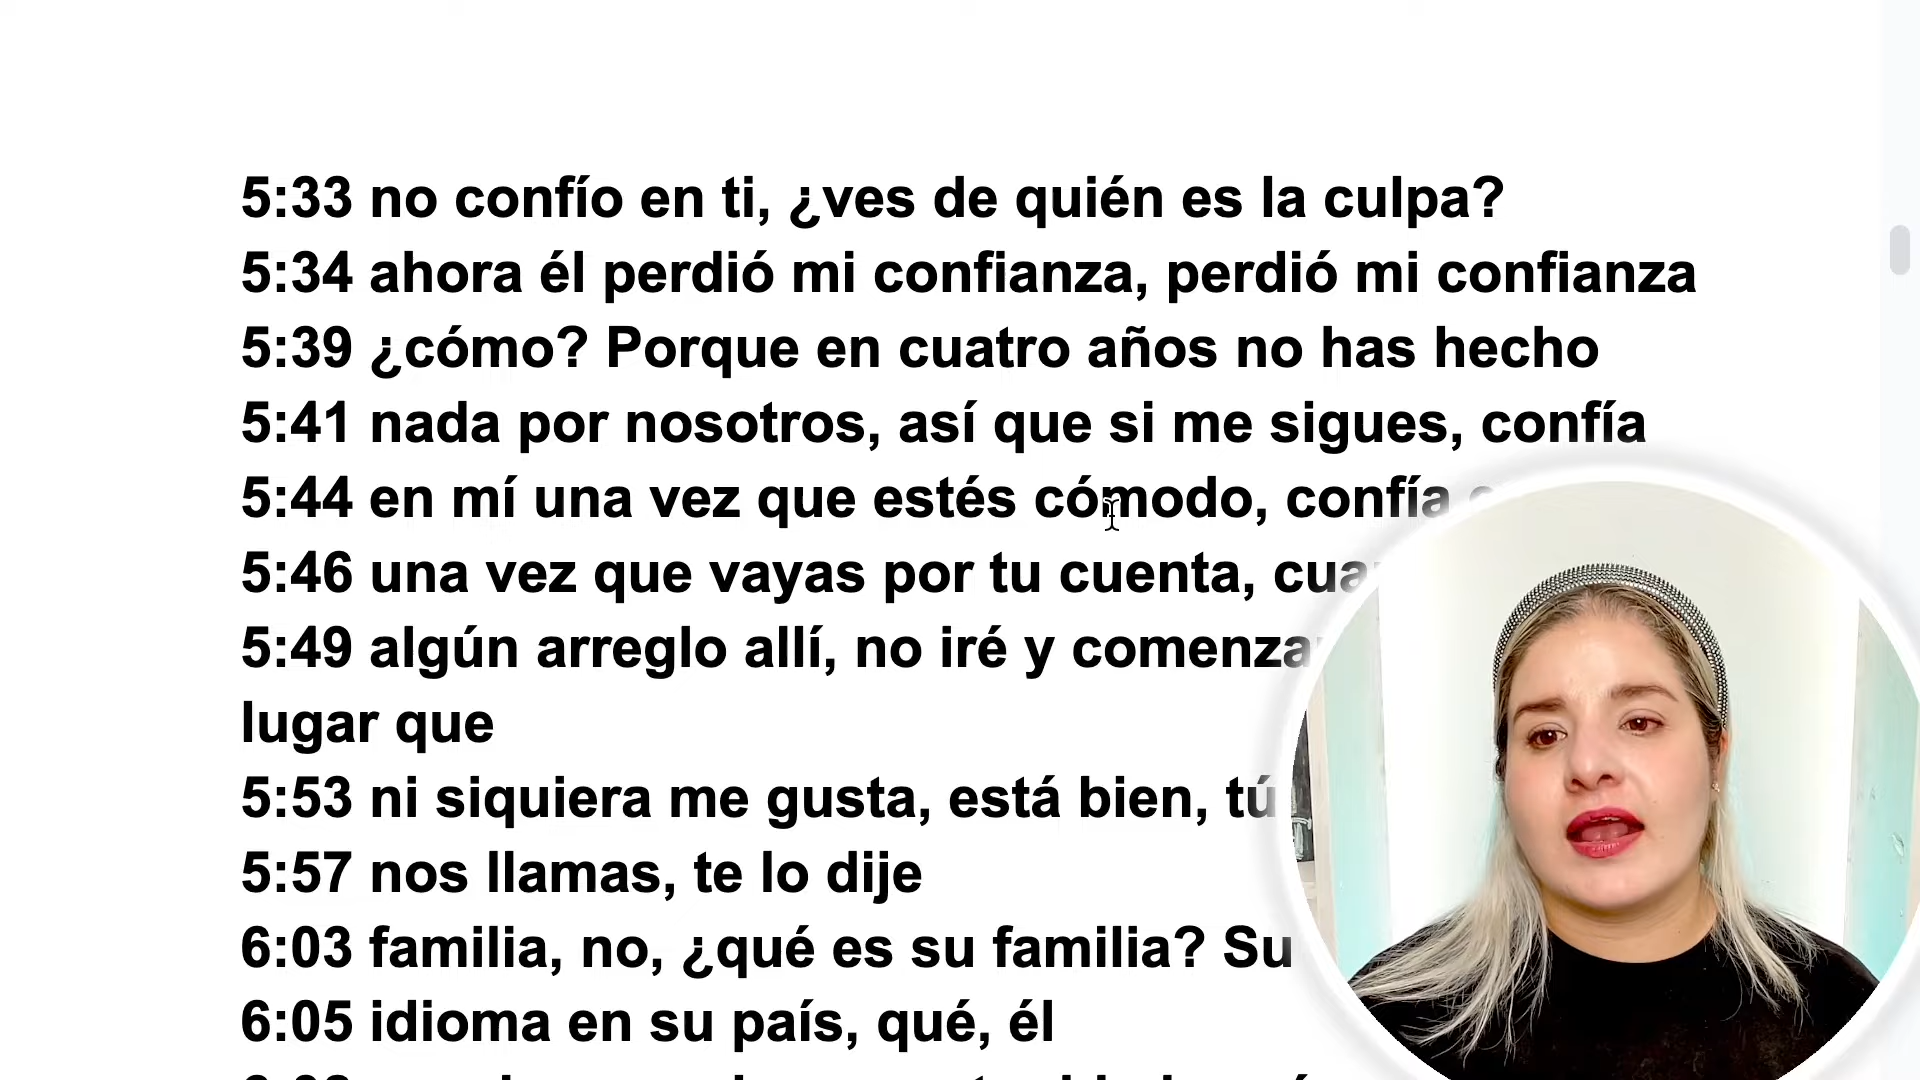 5:33 no confío en ti, ¿ves de quién es la culpa?
5:34 ahora él perdió mi confianza, perdió mi confianza
5:39 ¿cómo? Porque en cuatro años no has hecho
5:41 nada por nosotros, así que si me sigues, confía
5:44 en mí una vez que estés cómodo, confía
5:46 una vez que vayas por tu cuenta,
5:49 algún arreglo allí, no iré y
lugar que
5:53 ni siquiera me gusta, está bien, tú
5:57 nos llamas, te lo dije
6:03 familia, no, ¿qué es su familia? Su
6:05 idioma en su país, qué, él